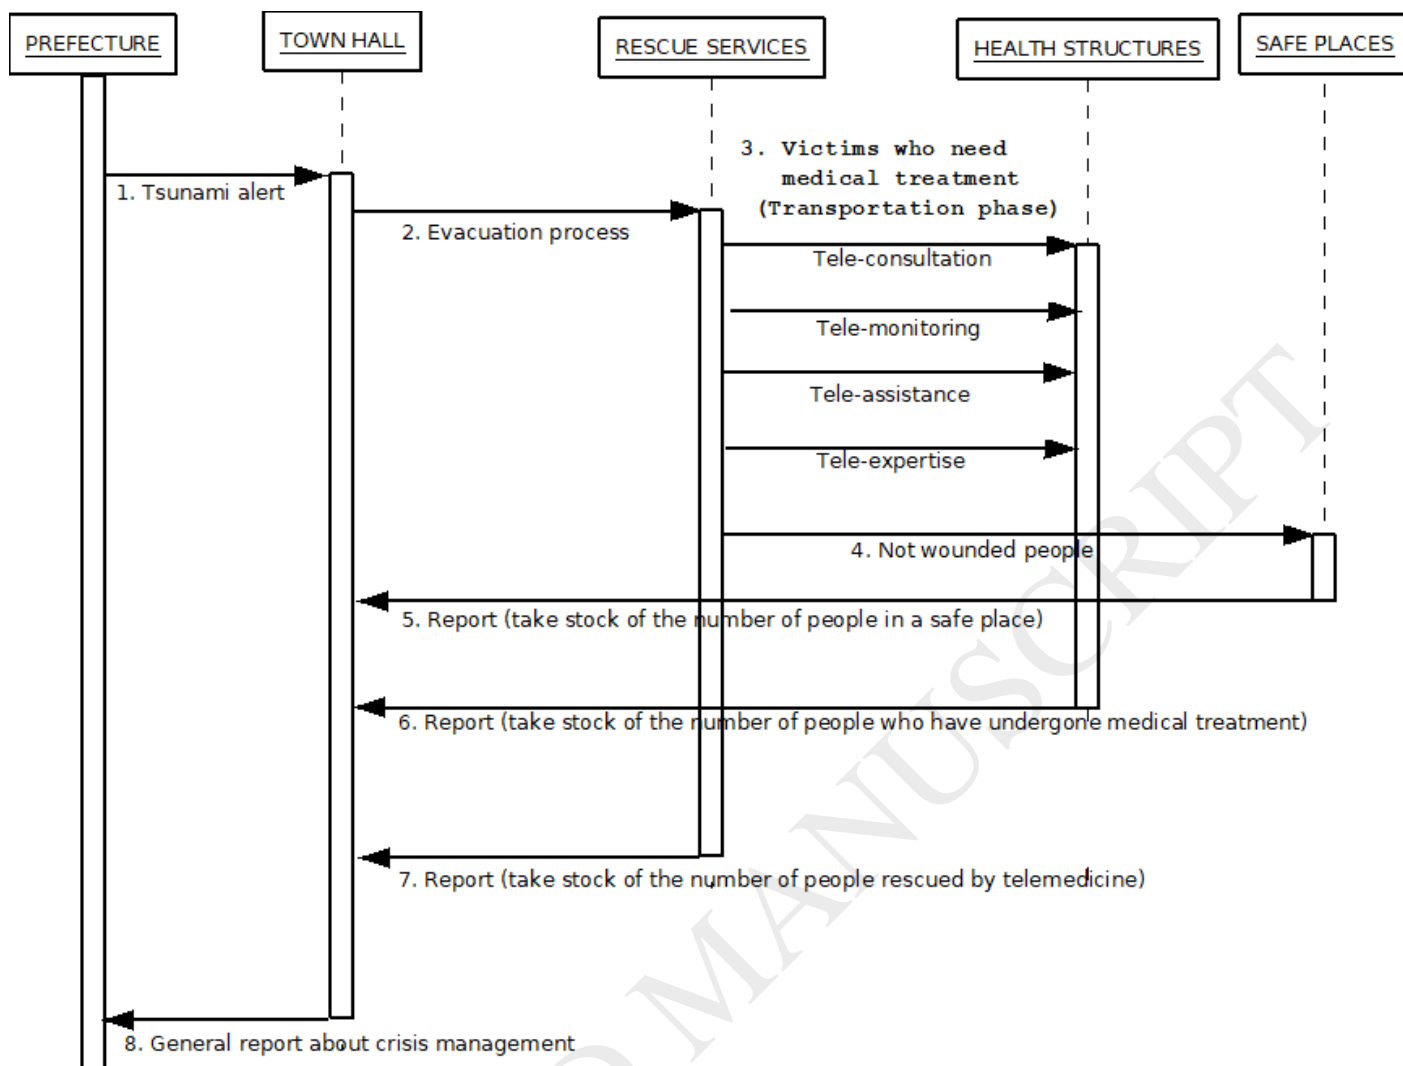 PREFECTURE
TOWN HALL
RESCUE SERVICES
HEALTH STRUCTURES
SAFE PLACES
3. Victims who need
medical treatment
(Transportation phase)
1. Tsunami alert
2. Evacuation process
Tele-consultation
Tele-monitoring
Tele-assistance
Tele-expertise
4. Not wounded people
5. Report (take stock of the number of people in a safe place)
6. Report (take stock of the number of people who have undergone medical treatment)
7. Report (take stock of the number of people rescued by telemedicine)
8. General report about crisis management
D MANUSCRIPT